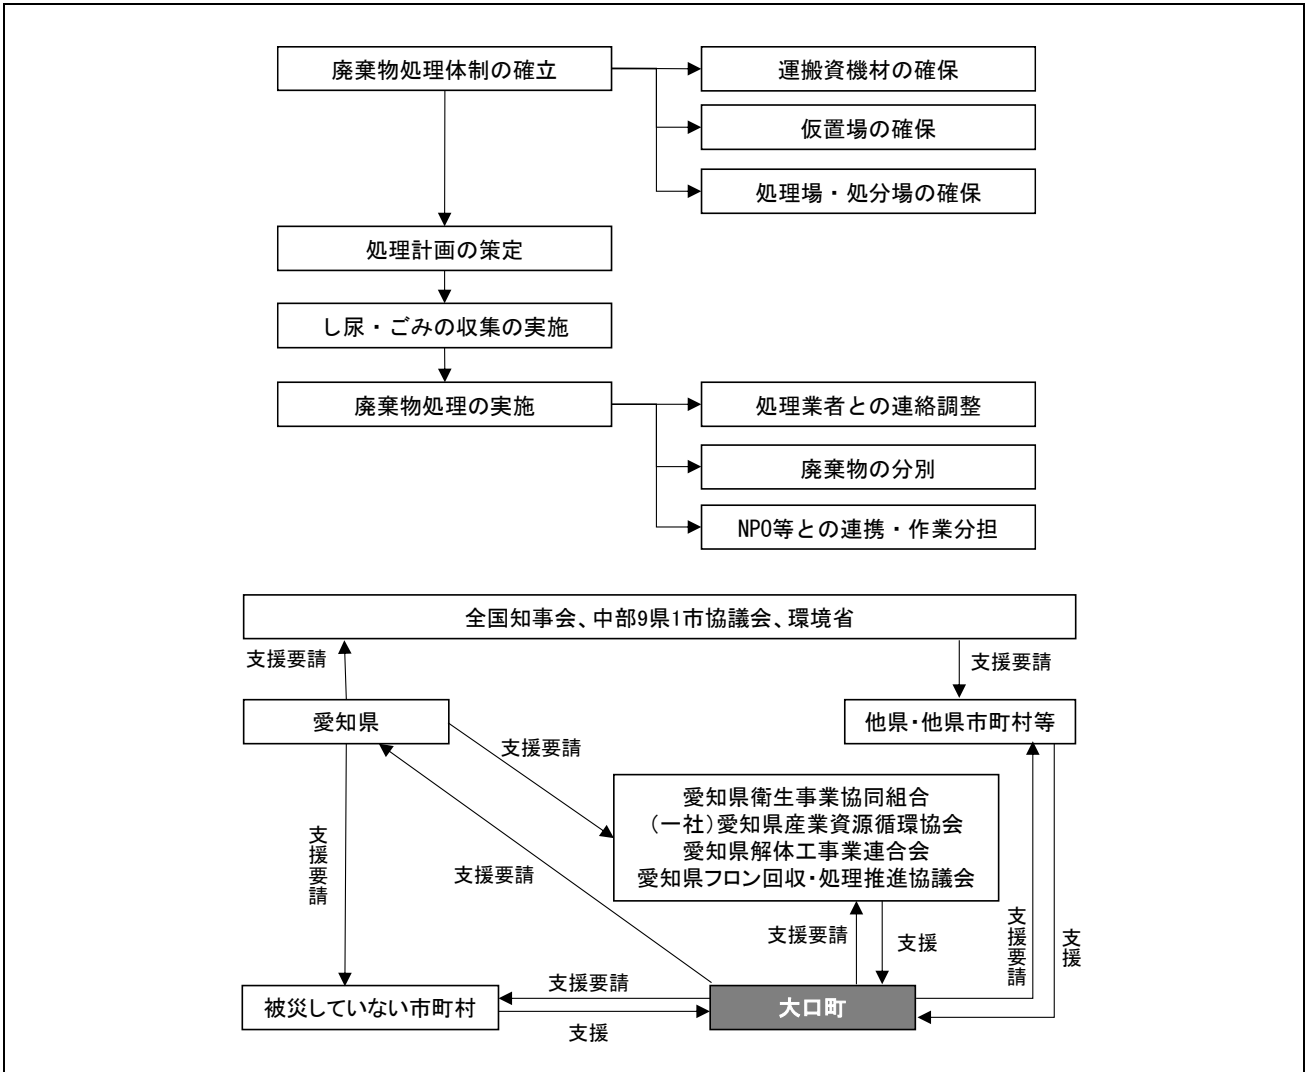 廃棄物処理体制の確立
運搬資機材の確保
仮置場の確保
処理場・処分場の確保
処理計画の策定
し尿・ごみの収集の実施
廃棄物処理の実施
処理業者との連絡調整
廃棄物の分別
NPO等との連携・作業分担
全国知事会、中部9県1市協議会、環境省
支援要請
支援要請
愛知県
他県・他県市町村等
支援要請
愛知県衛生事業協同組合
（一社）愛知県産業資源循環協会
愛知県解体工事業連合会
愛知県フロン回収・処理推進協議会
支援要請
支援要請
支援要請
支援
支援要請
支援
支援要請
被災していない市町村
大口町
支援